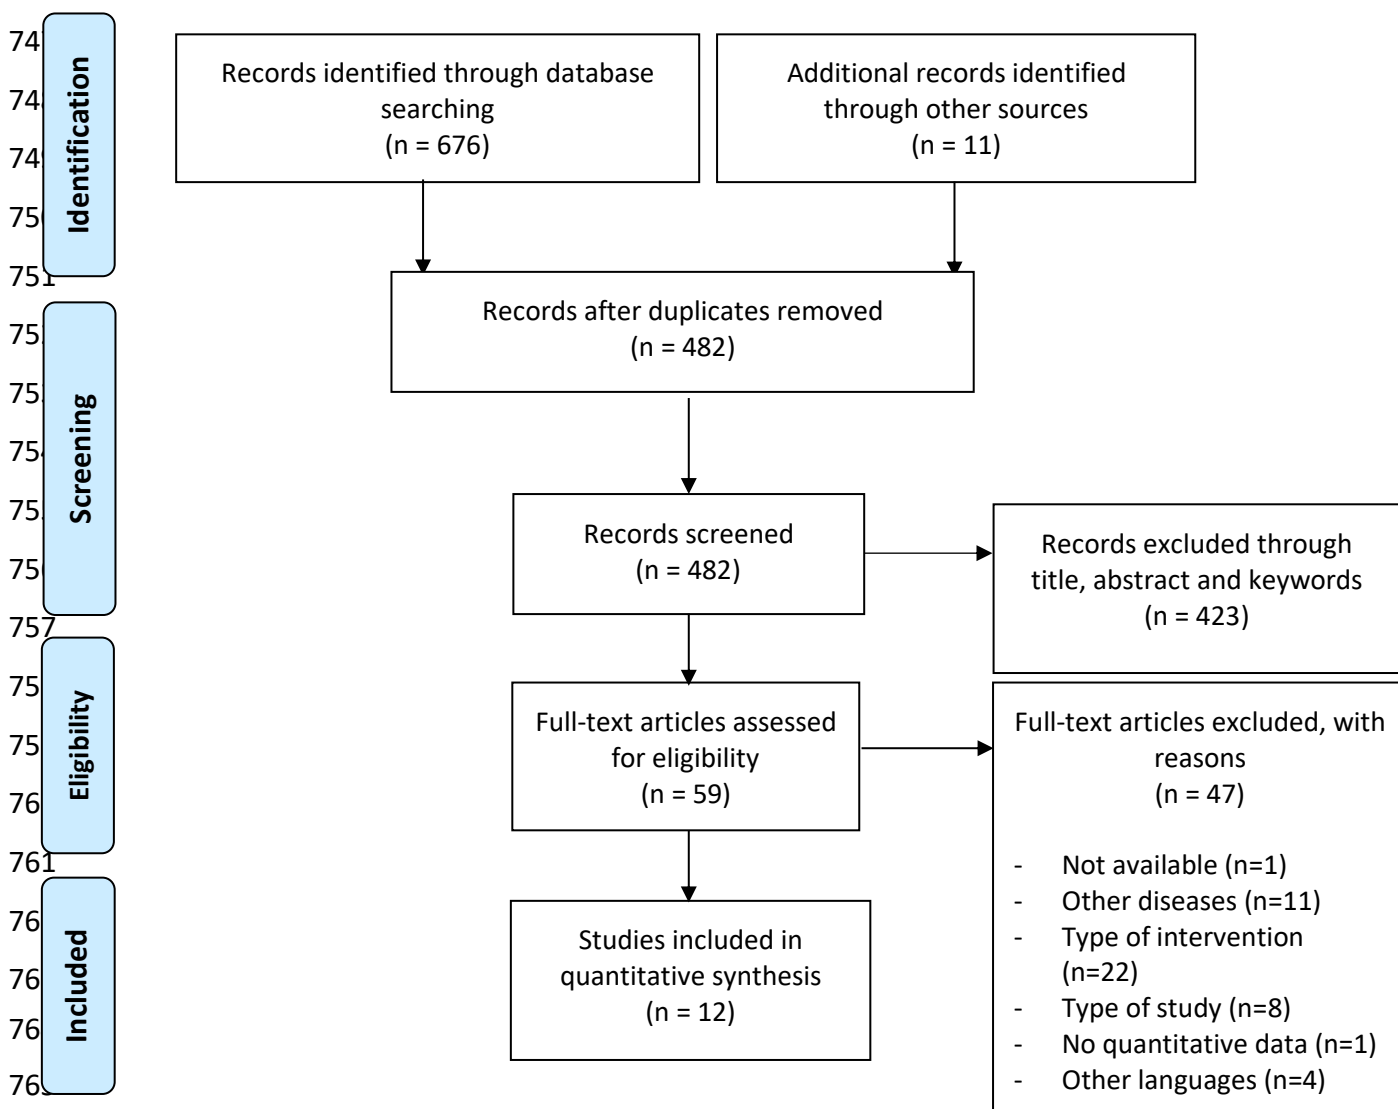 Identification
Records identified through database
searching
(n = 676)
Additional records identified
through other sources
(n = 11)
751
Records after duplicates removed
(n = 482)
Screening
Records screened
(n = 482)
Records excluded through
title, abstract and keywords
(n = 423)
757
Eligibility
Full-text articles assessed
for eligibility
(n = 59)
Full-text articles excluded, with
reasons
(n = 47)
- Not available (n=1)
- Other diseases (n=11)
- Type of intervention
(n=22)
- Type of study (n=8)
- No quantitative data (n=1)
- Other languages (n=4)
761
Included
Studies included in
quantitative synthesis
(n = 12)